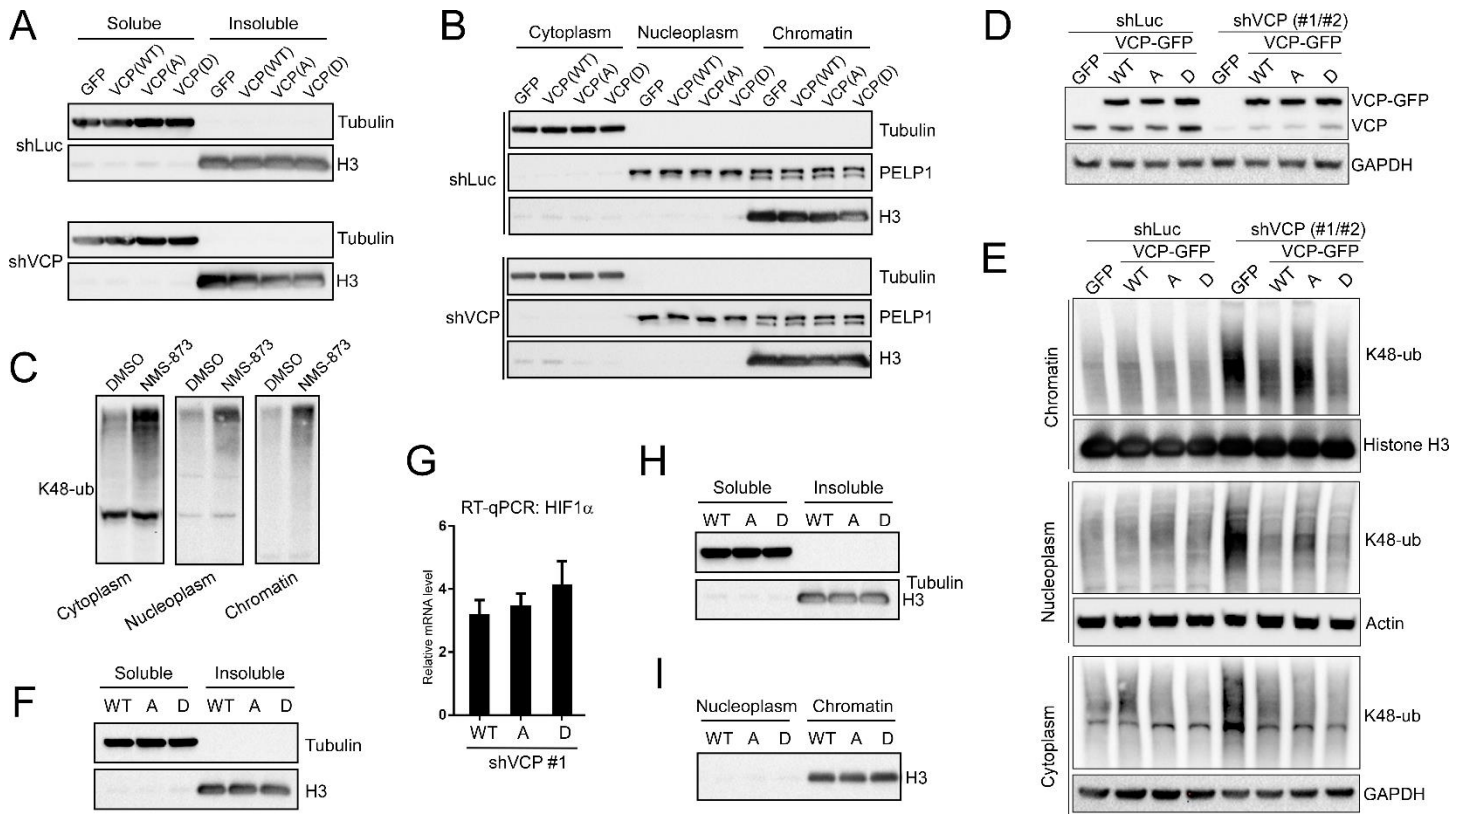 A
Solube Insoluble
GFP VCP(WT) VCP(A) VCP(D) GFP VCP(WT) VCP(A) VCP(D)
shLuc
Tubulin
H3
shVCP
Tubulin
H3
B
Cytoplasm Nucleoplasm Chromatin
GFP VCP(WT) VCP(A) VCP(D) GFP VCP(WT) VCP(A) VCP(D) GFP VCP(WT) VCP(A) VCP(D)
shLuc
Tubulin
PELP1
H3
shVCP
Tubulin
PELP1
H3
C
DMSO NMS-873 DMSO NMS-873 DMSO NMS-873
K48-ub
Cytoplasm Nucleoplasm Chromatin
D
shLuc shVCP (#1/#2)
VCP-GFP VCP-GFP
GFP WT A D GFP WT A D
VCP-GFP
VCP
GAPDH
E
shLuc shVCP (#1/#2)
VCP-GFP VCP-GFP
GFP WT A D GFP WT A D
Chromatin
K48-ub
Histone H3
Nucleoplasm
K48-ub
Actin
Cytoplasm
K48-ub
GAPDH
F
Soluble Insoluble
WT A D WT A D
Tubulin
H3
G
RT-qPCR: HIF1α
Relative mRNA level
6
4
2
0
WT A D
shVCP #1
H
Soluble Insoluble
WT A D WT A D
Tubulin
H3
I
Nucleoplasm Chromatin
WT A D WT A D
H3